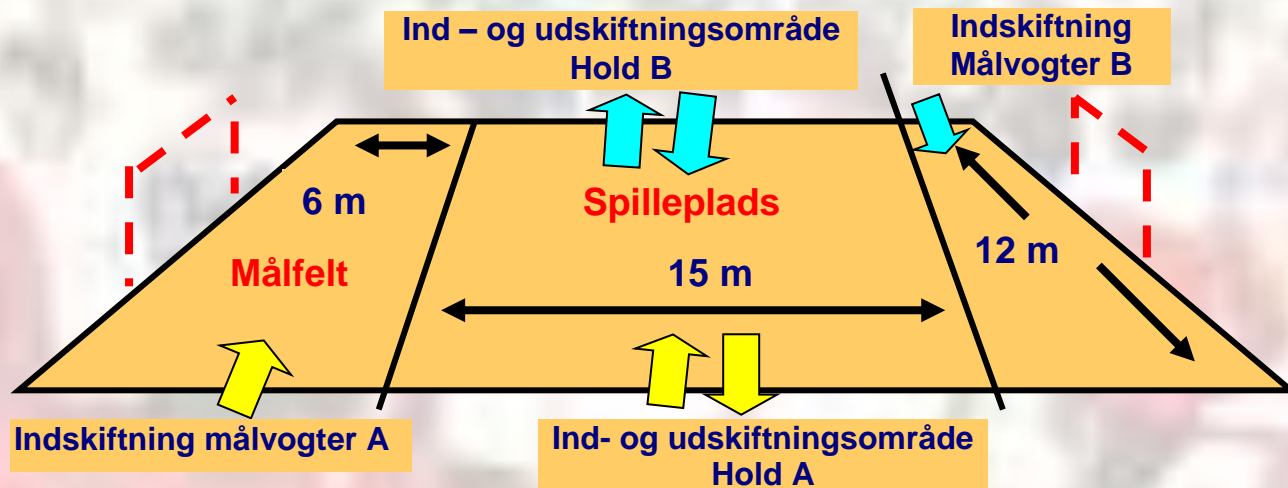 Ind – og udskiftningsområde
Hold B
Indskiftning
Målvogter B
6 m
Spilleplads
Målfelt
15 m
12 m
Indskiftning målvogter A
Ind- og udskiftningsområde
Hold A